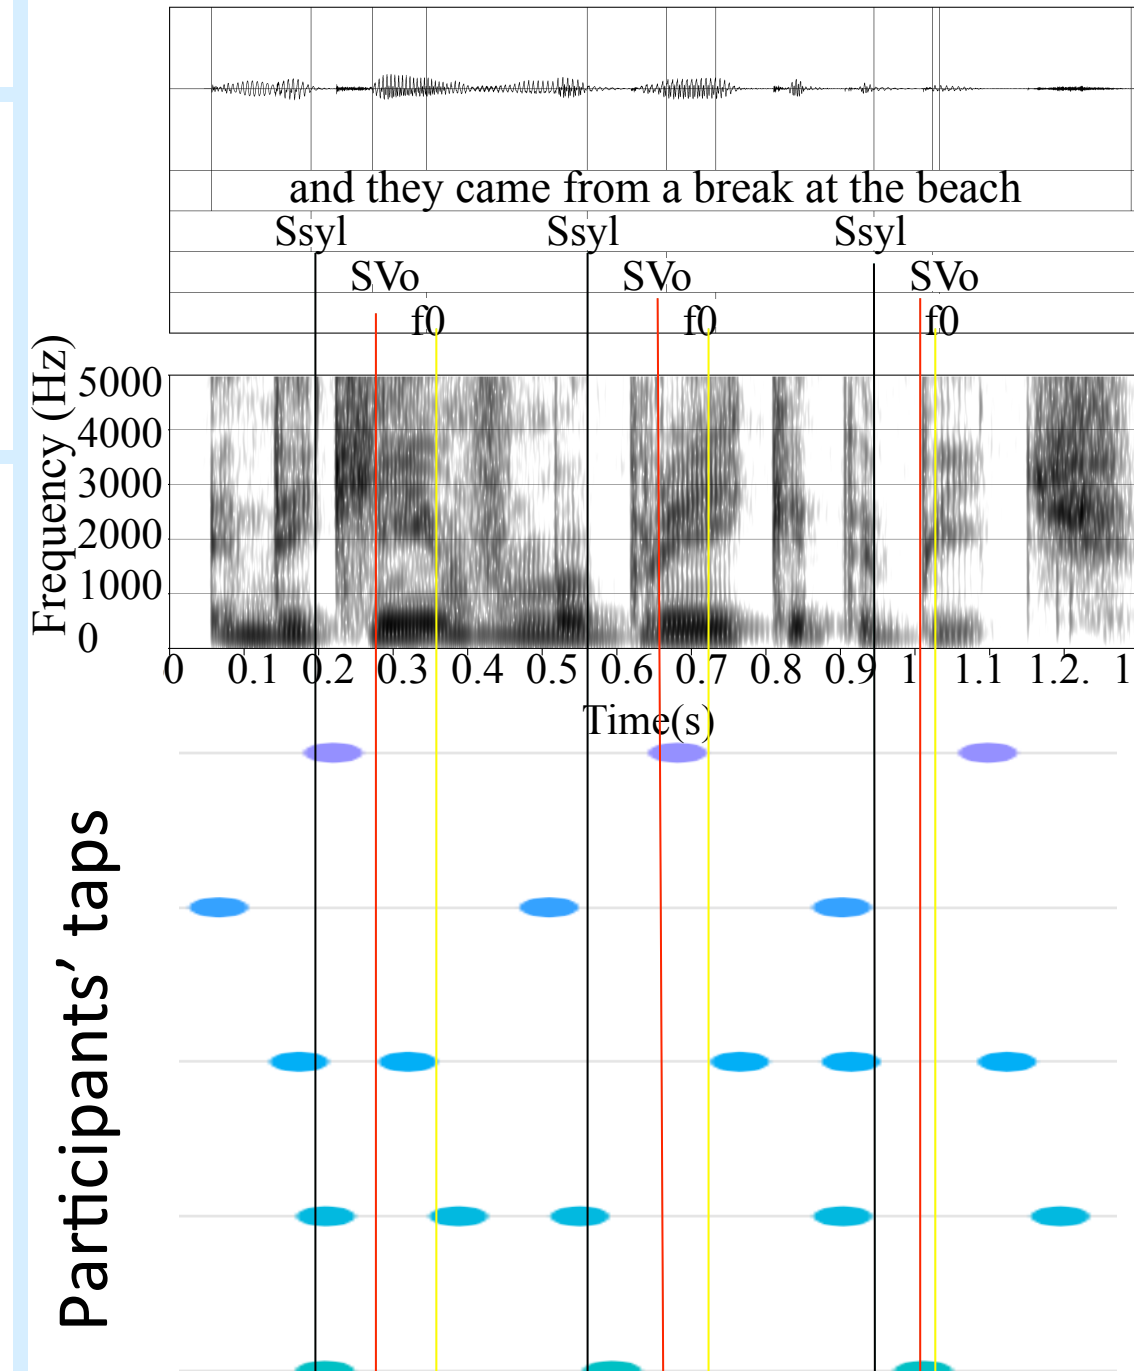 and they came from a break at the beach
Ssyl Ssyl Ssyl
SVo SVo SVo
f0 f0 f0
Frequency (Hz)
5000
4000
3000
2000
1000
0
0 0.1 0.2 0.3 0.4 0.5 0.6 0.7 0.8 0.9 1 1.1 1.2. 1
Time(s)
Participants’ taps